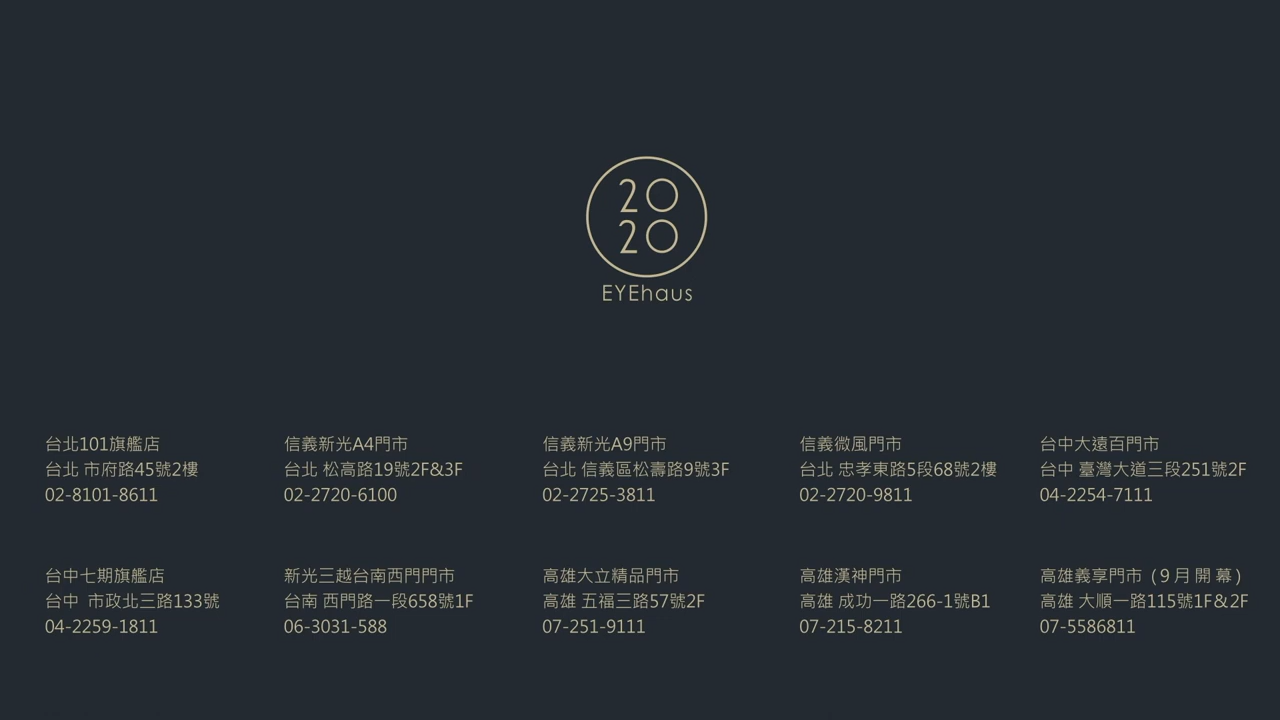 20
20
EYEhaus
台北101旗艦店
台北 市府路45號2樓
02-8101-8611
信義新光A4門市
台北 松高路19號2F&3F
02-2720-6100
信義新光A9門市
台北 信義區松壽路9號3F
02-2725-3811
信義微風門市
台北 忠孝東路5段68號2樓
02-2720-9811
台中大遠百門市
台中 臺灣大道三段251號2F
04-2254-7111
台中七期旗艦店
台中 市政北三路133號
04-2259-1811
新光三越台南西門門市
台南 西門路一段658號1F
06-3031-588
高雄大立精品門市
高雄 五福三路57號2F
07-251-9111
高雄漢神門市
高雄 成功一路266-1號B1
07-215-8211
高雄義享門市 (9月開幕)
高雄 大順一路115號1F&2F
07-5586811